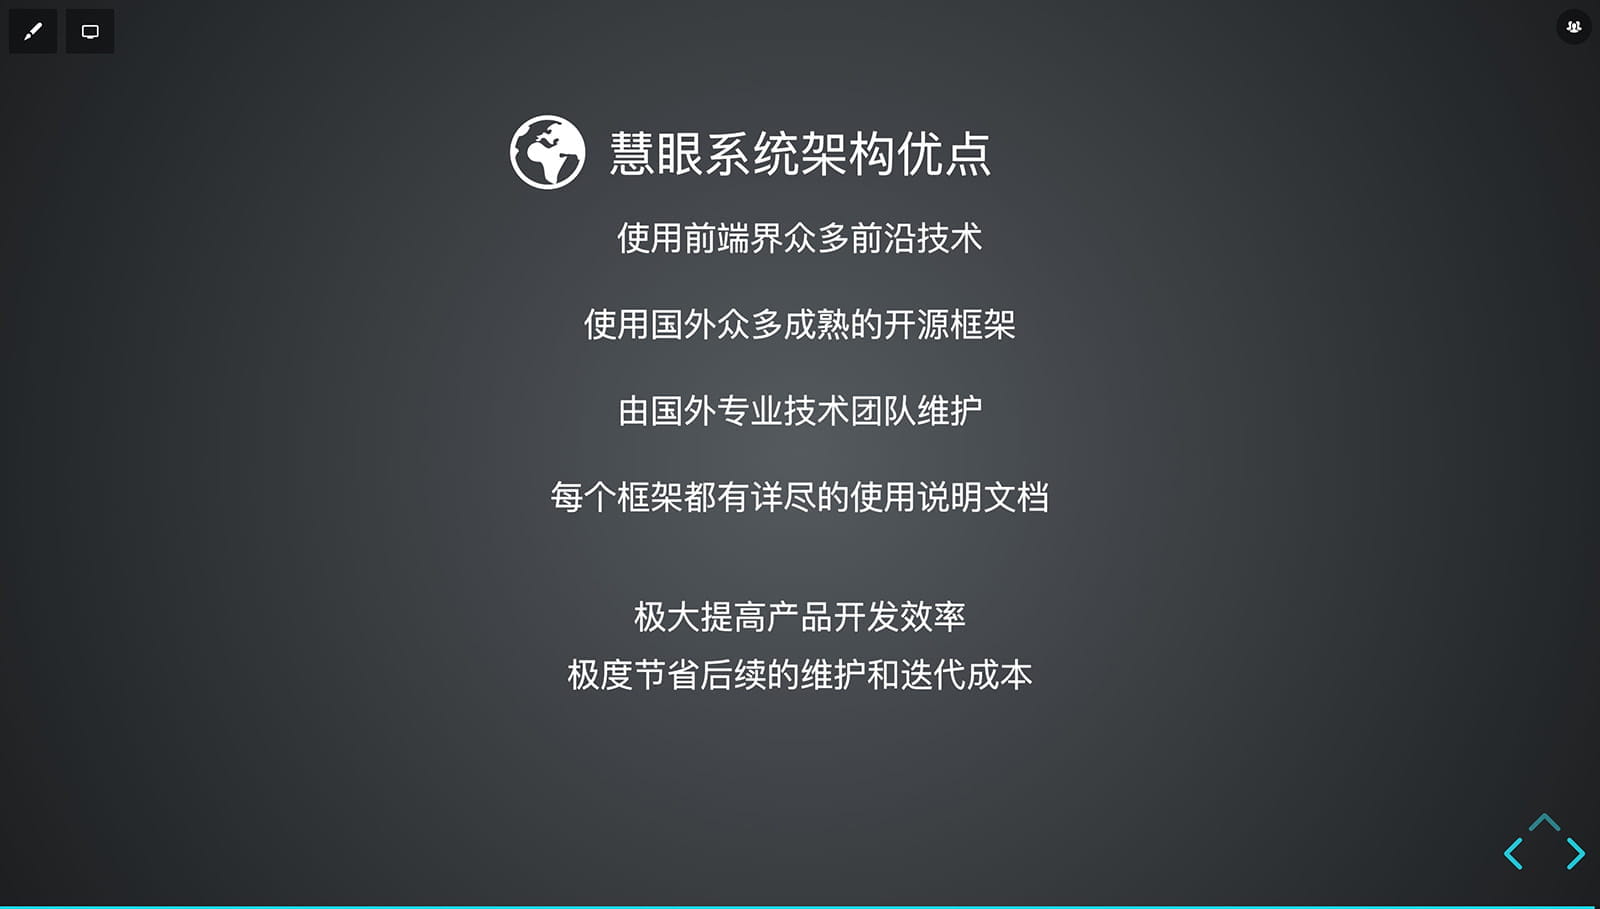 慧眼系统架构优点
使用前端界众多前沿技术
使用国外众多成熟的开源框架
由国外专业技术团队维护
每个框架都有详尽的使用说明文档
极大提高产品开发效率
极度节省后续的维护和迭代成本